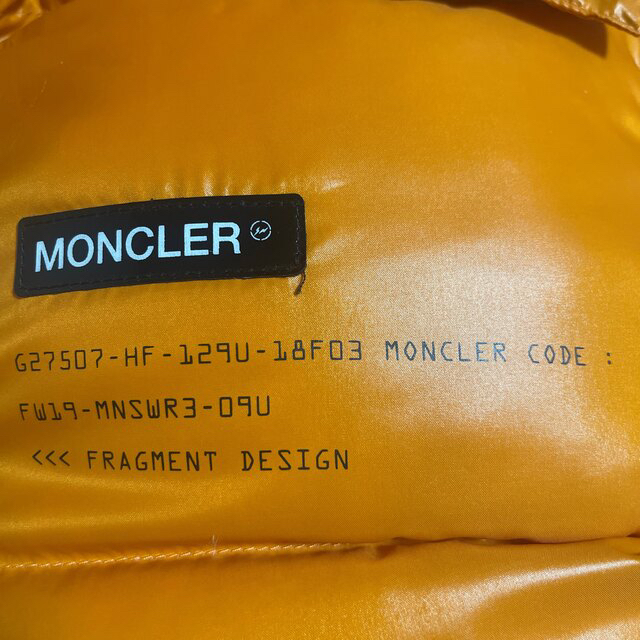 MONCLER
G27507-HF-129U-18F03 MONCLER CODE :
FW19-MNSWR3-09U
<<< FRAGMENT DESIGN